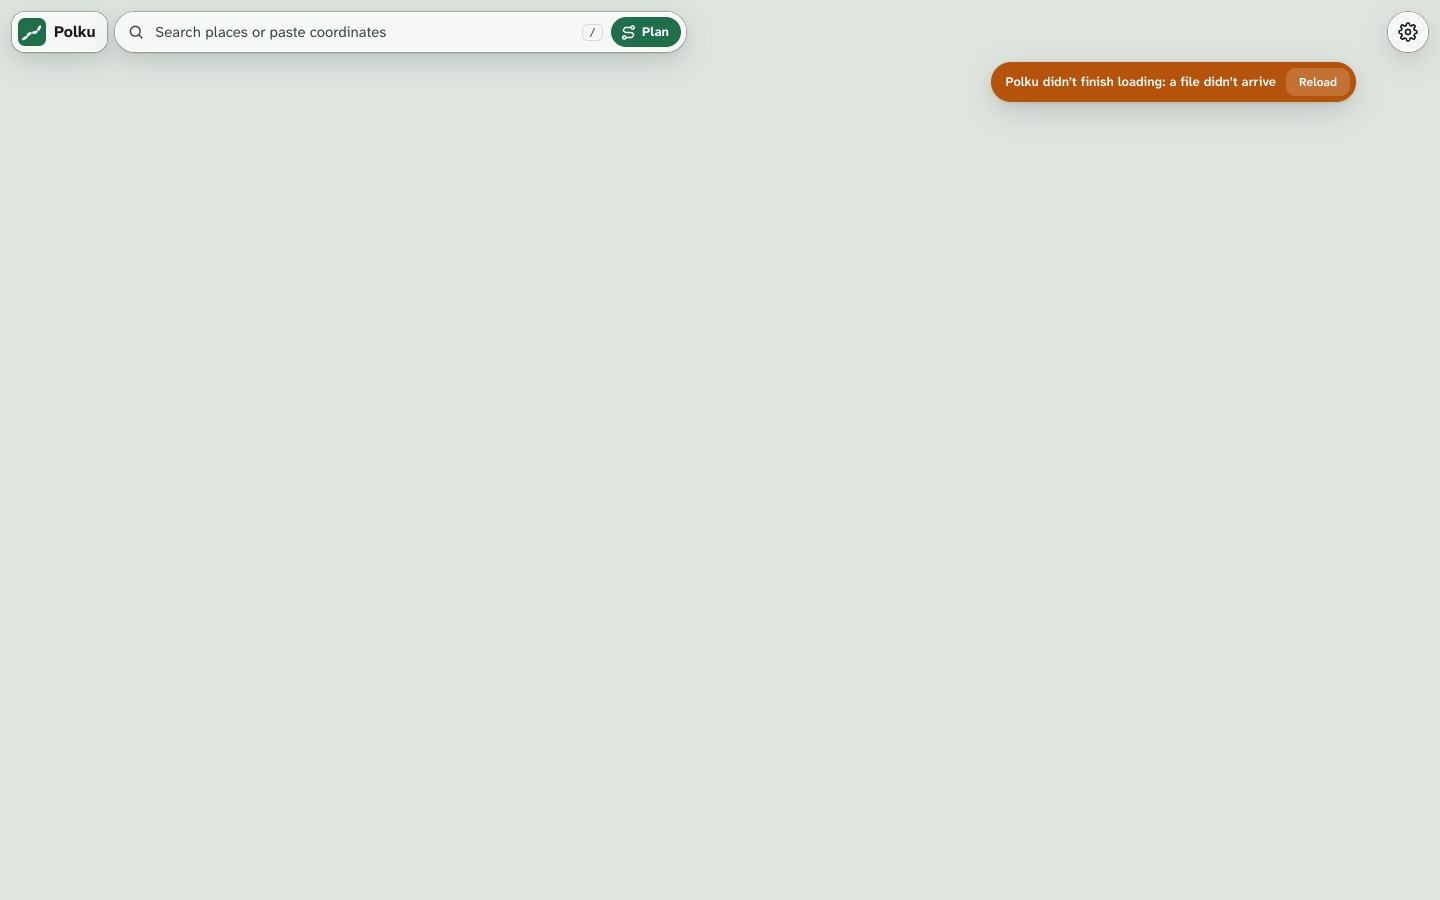 Polku
Search places or paste coordinates
/
Plan
Polku didn't finish loading: a file didn't arrive
Reload